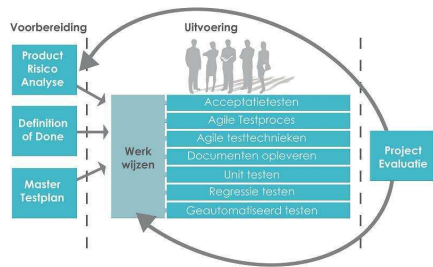 Voorbereiding
Uitvoering
Product
Risico
Analyse
Definition
of Done
Master
Testplan
Werk
wijzen
Acceptatietesten
Agile Testproces
Agile testtechnieken
Documenten opleveren
Unit testen
Regressie testen
Geautomatiseerd testen
Project
Evaluatie